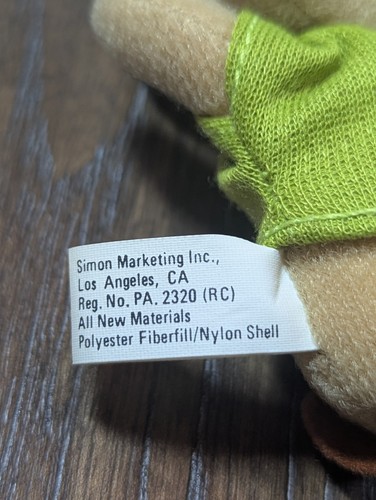 Simon Marketing Inc.,
Los Angeles, CA
Reg. No. PA. 2320 (RC)
All New Materials
Polyester Fiberfill/Nylon Shell